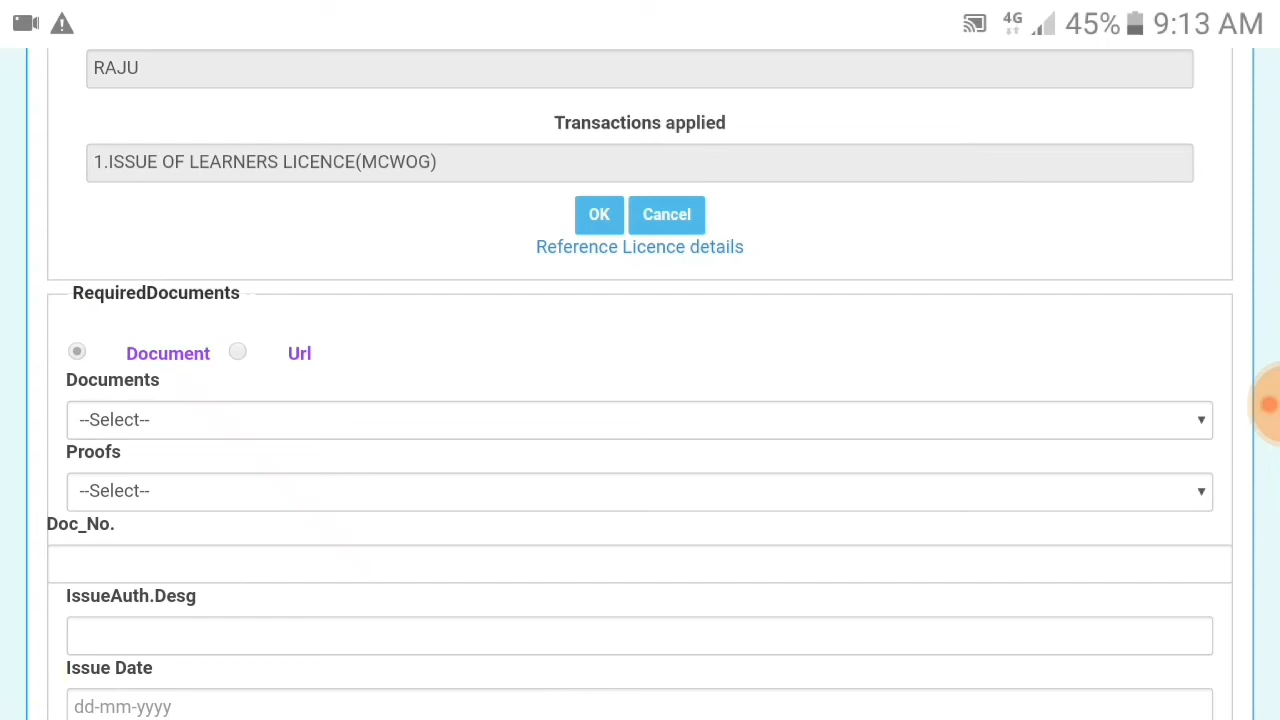 4G 45% 9:13 AM
RAJU
Transactions applied
1.ISSUE OF LEARNERS LICENCE(MCWOG)
OK Cancel
Reference Licence details
RequiredDocuments
Document Url
Documents
--Select--
Proofs
--Select--
Doc_No.
IssueAuth.Desg
Issue Date
dd-mm-yyyy